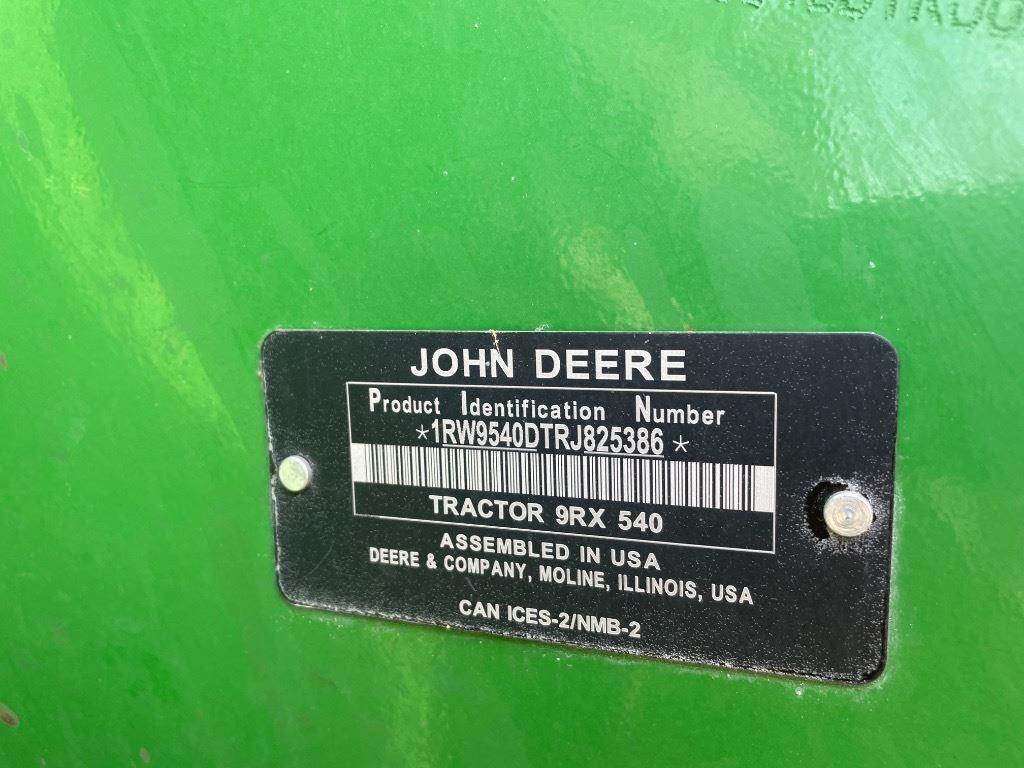 JOHN DEERE
Product Identification Number
*1RW9540DTRJ825386*
TRACTOR 9RX 540
ASSEMBLED IN USA
DEERE & COMPANY, MOLINE, ILLINOIS, USA
CAN ICES-2/NMB-2